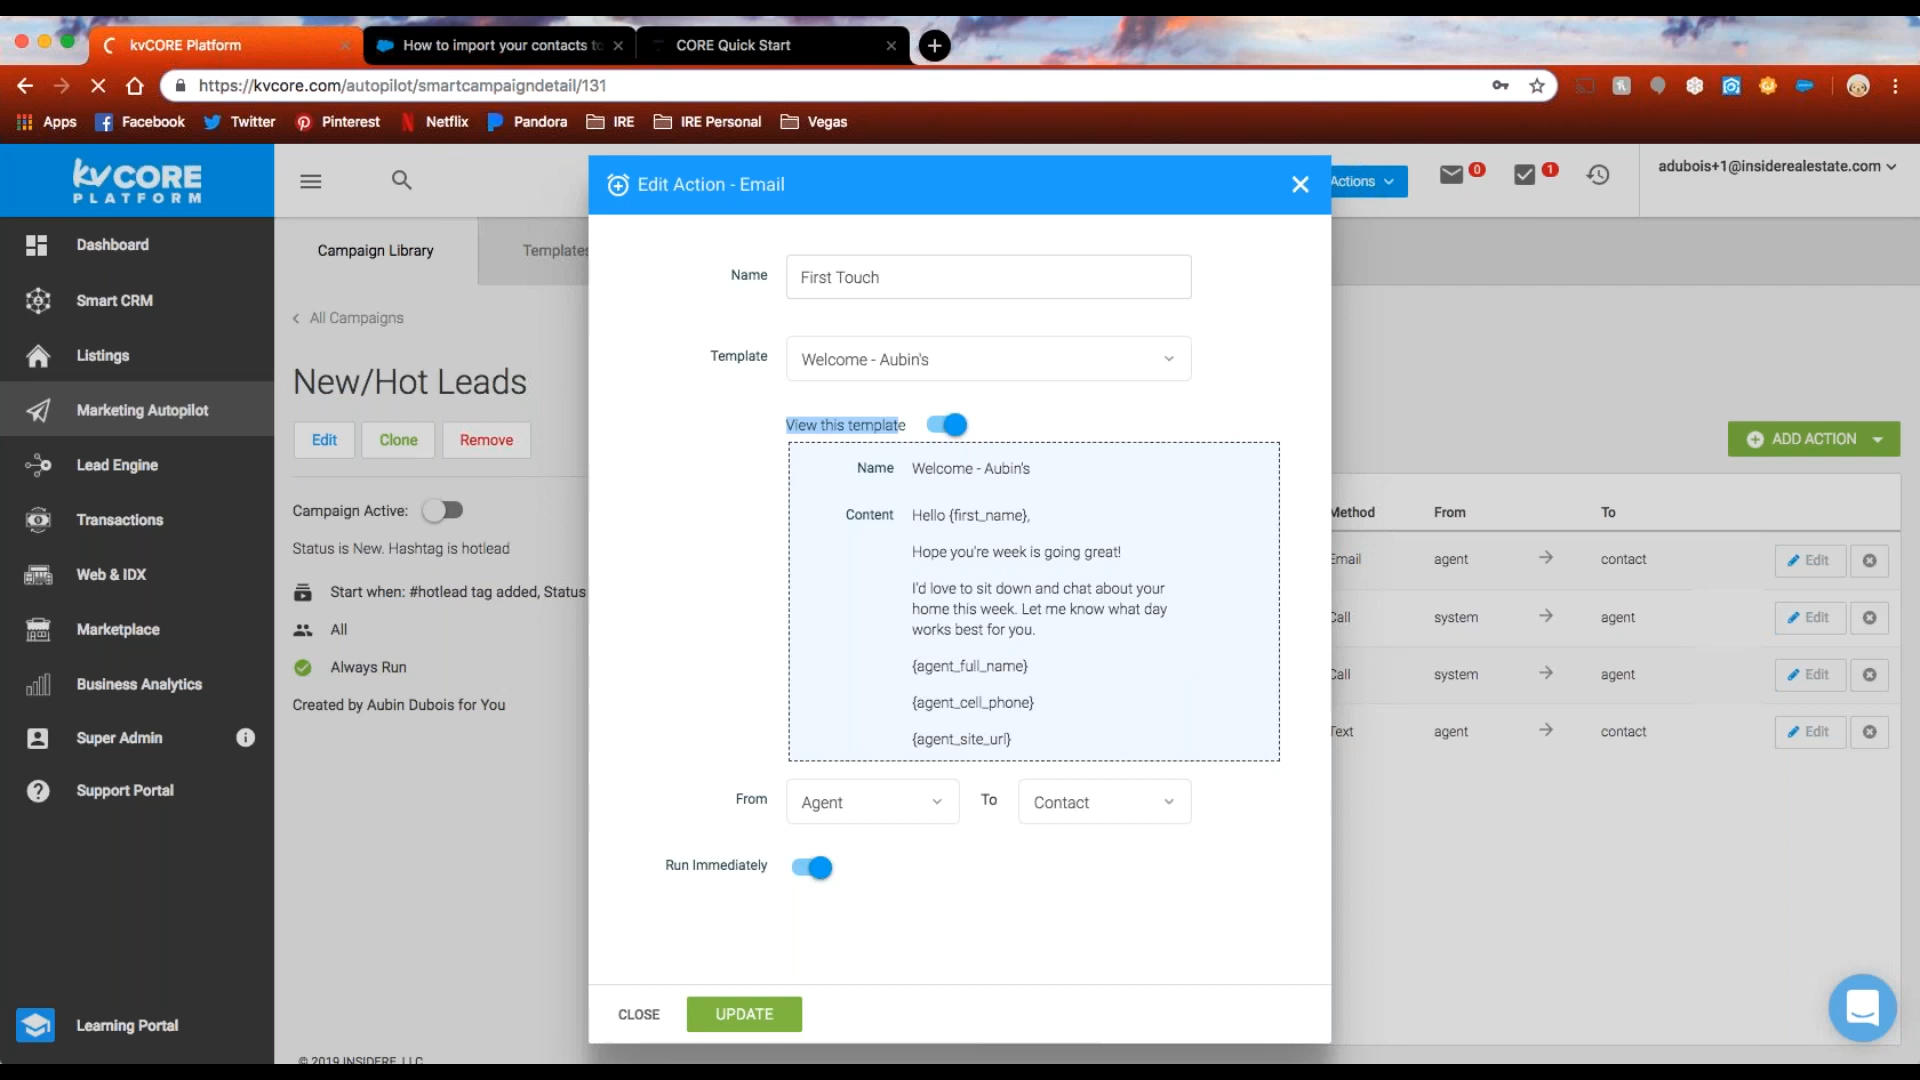 kvCORE Platform
How to import your contacts to
CORE Quick Start
https://kvcore.com/autopilot/smartcampaigndetail/131
Apps
Facebook
Twitter
Pinterest
Netflix
Pandora
IRE
IRE Personal
Vegas
kvCORE
PLATFORM
Dashboard
Smart CRM
Listings
Marketing Autopilot
Lead Engine
Transactions
Web & IDX
Marketplace
Business Analytics
Super Admin
Support Portal
Learning Portal
Actions
0
1
adubois+1@insiderealestate.com
Campaign Library
Templates
All Campaigns
New/Hot Leads
Edit
Clone
Remove
Campaign Active:
Status is New. Hashtag is hotlead
Start when: #hotlead tag added, Status
All
Always Run
Created by Aubin Dubois for You
© 2019 INSIDERE, LLC
Edit Action - Email
Name
First Touch
Template
Welcome - Aubin's
View this template
Name Welcome - Aubin's
Content Hello {first_name},
Hope you're week is going great!
I'd love to sit down and chat about your
home this week. Let me know what day
works best for you.
{agent_full_name}
{agent_cell_phone}
{agent_site_url}
From
Agent
To
Contact
Run Immediately
CLOSE
UPDATE
ADD ACTION
Method From To
Email agent contact Edit
Call system agent Edit
Call system agent Edit
Text agent contact Edit